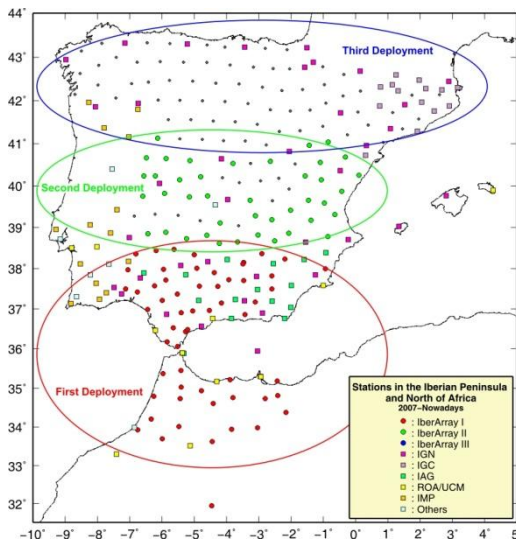 44°
43°
42°
41°
40°
39°
38°
37°
36°
35°
34°
33°
32°
Third Deployment
Second Deployment
First Deployment
Stations in the Iberian Peninsula
and North of Africa
2007-Nowadays
: IberArray I
: IberArray II
: IberArray III
: IGN
: IGC
: IAG
: ROA/UCM
: IMP
: Others
-10° -9° -8° -7° -6° -5° -4° -3° -2° -1° 0° 1° 2° 3° 4° 5